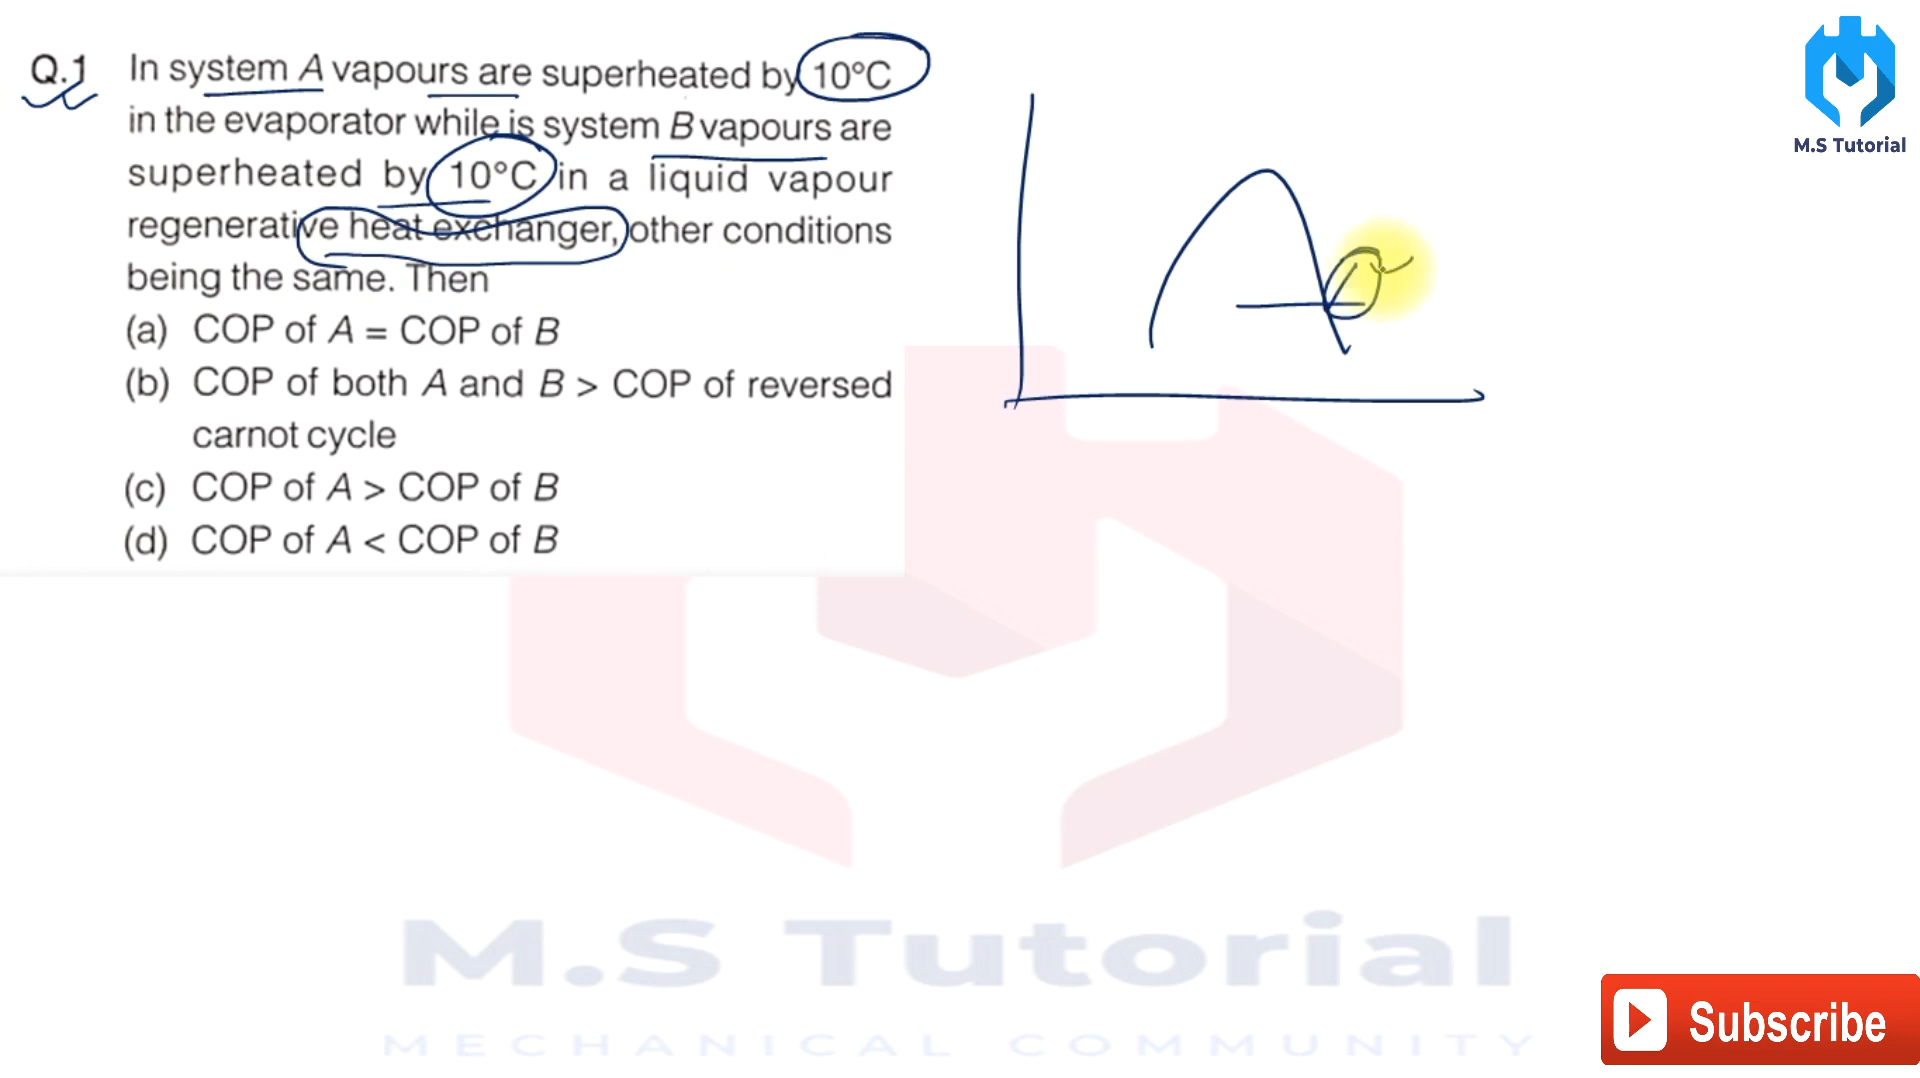 Q.1 In system A vapours are superheated by 10°C
in the evaporator while is system B vapours are
superheated by 10°C in a liquid vapour
regenerative heat exchanger, other conditions
being the same. Then
(a) COP of A = COP of B
(b) COP of both A and B > COP of reversed
carnot cycle
(c) COP of A > COP of B
(d) COP of A < COP of B
M.S Tutorial
M.S Tutorial
MECHANICAL COMMUNITY
Subscribe